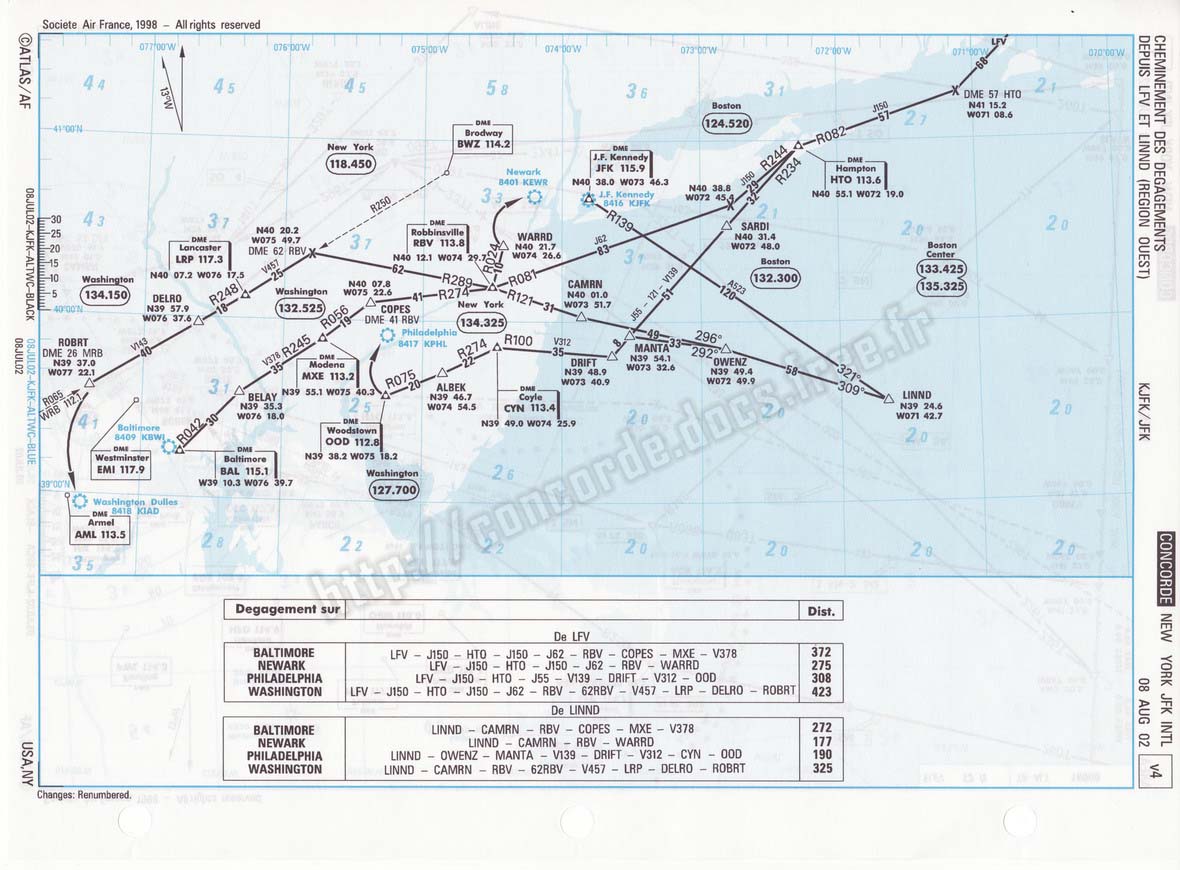 Societe Air France, 1998 – All rights reserved
©ATLAS/AF
CHEMINEMENT DES DEGAGEMENTS
DEPUIS LFV ET LINND (REGION OUEST)
KJFK/JFK
CONCORDE NEW YORK JFK INTL
08 AUG 02
v4
08JUL02–KJFK–ALTWC–BLACK
08JUL02
08JUL02–KJFK–ALTWC–BLUE
USA,NY
077°00'W
076°00'W
075°00'W
074°00'W
073°00'W
072°00'W
071°00'W
070°00'W
41°00'N
40°00'N
39°00'N
13°W
30
25
20
15
10
5
4 4
4 5
5 8
3 6
3 1
2 1
2 7
4 3
3 7
3 7
3 3
3 1
2 1
4 1
3 1
2 5
2 0
2 0
2 0
2 6
3 5
2 8
2 2
2 0
2 0
2 0
2 0
LFV
68
DME 57 HTO
N41 15.2
W071 08.6
J150
57
R082
Boston
124.520
DME
Hampton
HTO 113.6
N40 55.1 W072 19.0
R244
R234
J150
29
32
N40 38.8
W072 45.4
SARDI
N40 31.4
W072 48.0
Boston
132.300
Boston
Center
133.425
135.325
DME
Brodway
BWZ 114.2
New York
118.450
R250
Newark
8401 KEWR
DME
J.F. Kennedy
JFK 115.9
N40 38.0 W073 46.3
J.F. Kennedy
8416 KJFK
R139
A523
120
321°
J62
83
R081
DME
Robbinsville
RBV 113.8
N40 12.1 W074 29.7
WARRD
N40 21.7
W074 26.6
R024
10
R289
62
R274
41
R121
31
New York
134.325
CAMRN
N40 01.0
W073 51.7
J55 – 121 – V139
51
49
33
296°
292°
58
309°
8
MANTA
N39 54.1
W073 32.6
OWENZ
N39 49.4
W072 49.9
LINND
N39 24.6
W071 42.7
DRIFT
N39 48.9
W073 40.9
V312
35
R100
DME
Coyle
CYN 113.4
N39 49.0 W074 25.9
R274
22
ALBEK
N39 46.7
W074 54.5
R075
20
DME
Woodstown
OOD 112.8
N39 38.2 W075 18.2
Washington
127.700
Philadelphia
8417 KPHL
N40 07.8
W075 22.6
COPES
DME 41 RBV
R056
19
DME
Modena
MXE 113.2
N39 55.1 W075 40.3
R245
V378
35
BELAY
N39 35.3
W076 18.0
R042
30
DME
Baltimore
BAL 115.1
W39 10.3 W076 39.7
Baltimore
8409 KBWI
DME
Westminster
EMI 117.9
Washington
132.525
N40 20.2
W075 49.7
DME 62 RBV
V457
25
DME
Lancaster
LRP 117.3
N40 07.2 W076 17.5
R248
18
Washington
134.150
DELRO
N39 57.9
W076 37.6
V143
40
ROBRT
DME 26 MRB
N39 37.0
W077 22.1
R065
WRB 112.1
Washington Dulles
8418 KIAD
DME
Armel
AML 113.5
http://concorde.docs.free.fr
Degagement sur Dist.
De LFV
BALTIMORE LFV – J150 – HTO – J150 – J62 – RBV – COPES – MXE – V378 372
NEWARK LFV – J150 – HTO – J150 – J62 – RBV – WARRD 275
PHILADELPHIA LFV – J150 – HTO – J55 – V139 – DRIFT – V312 – OOD 308
WASHINGTON LFV – J150 – HTO – J150 – J62 – RBV – 62RBV – V457 – LRP – DELRO – ROBRT 423
De LINND
BALTIMORE LINND – CAMRN – RBV – COPES – MXE – V378 272
NEWARK LINND – CAMRN – RBV – WARRD 177
PHILADELPHIA LINND – OWENZ – MANTA – V139 – DRIFT – V312 – CYN – OOD 190
WASHINGTON LINND – CAMRN – RBV – 62RBV – V457 – LRP – DELRO – ROBRT 325
Changes: Renumbered.